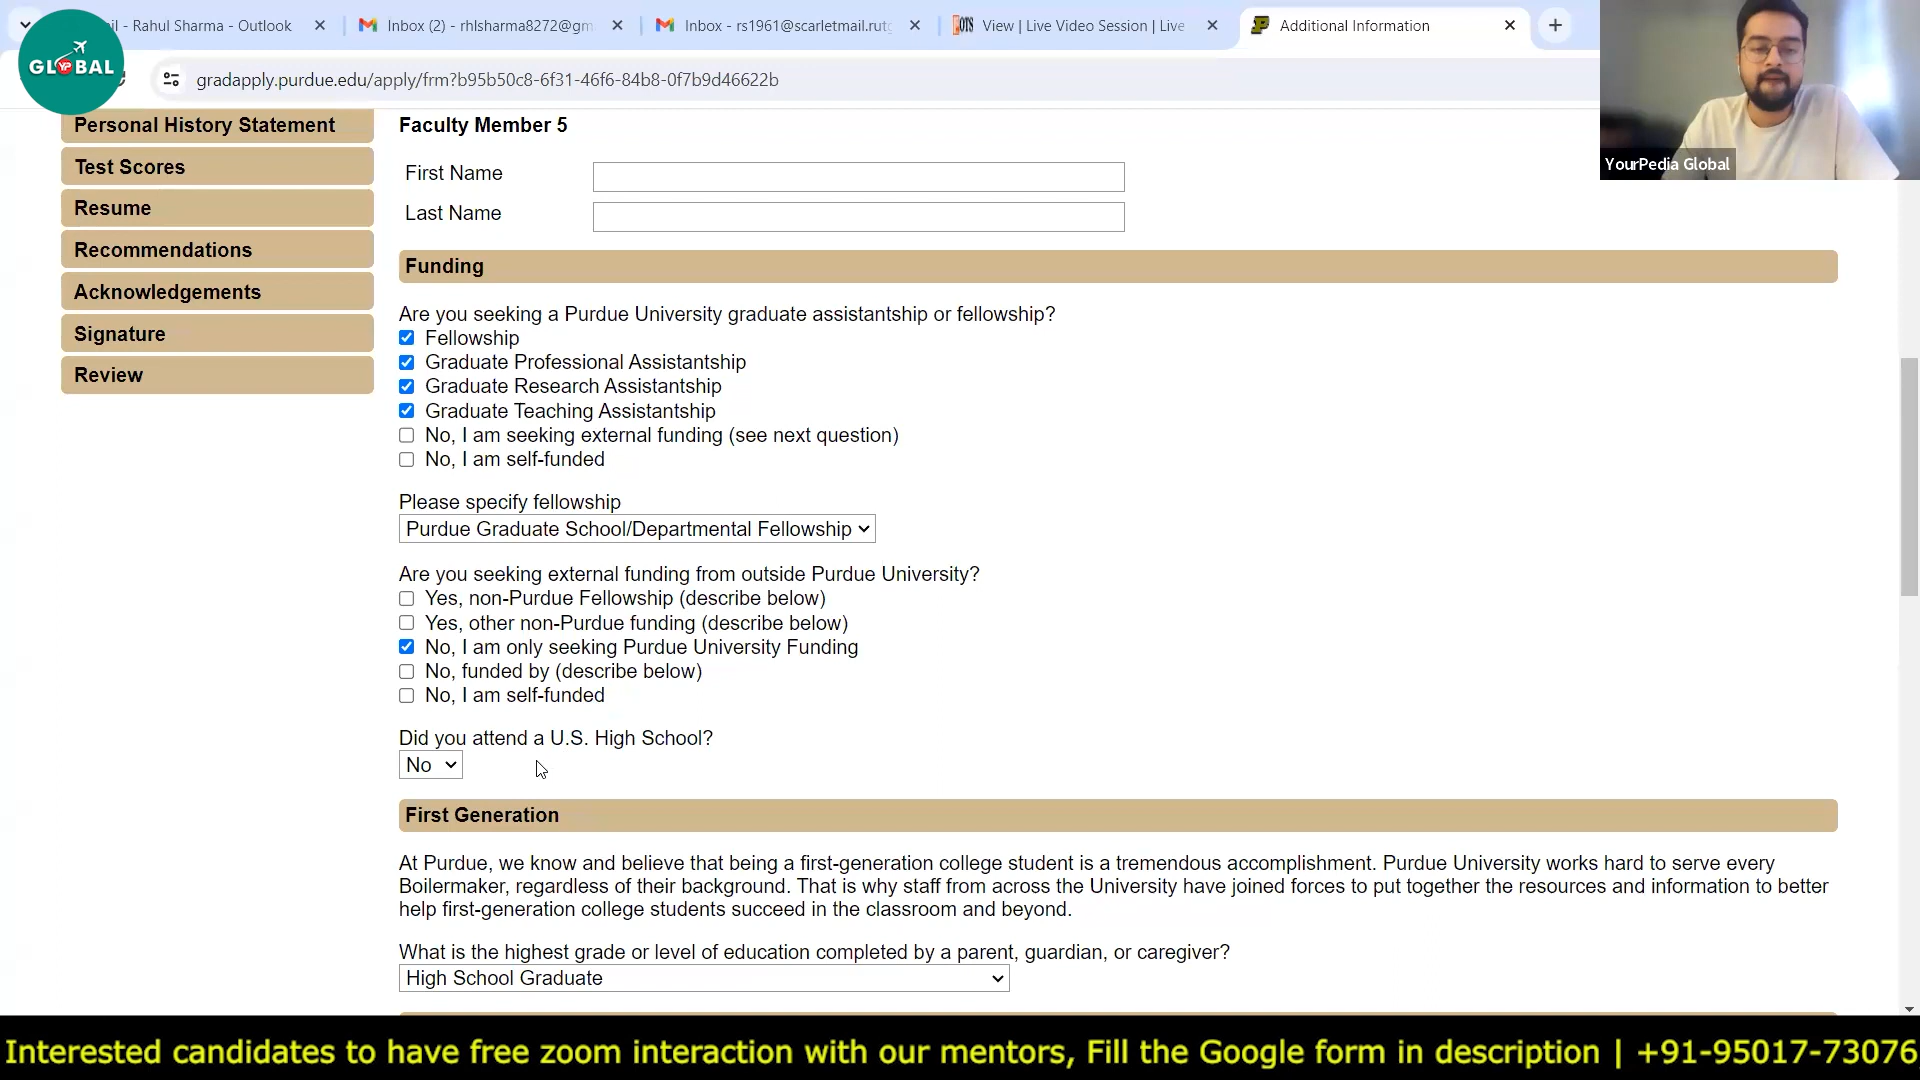 il - Rahul Sharma - Outlook
Inbox (2) - rhlsharma8272@gm
Inbox - rs1961@scarletmail.rutg
View | Live Video Session | Live
Additional Information
GLOBAL
YP
gradapply.purdue.edu/apply/frm?b95b50c8-6f31-46f6-84b8-0f7b9d46622b
YourPedia Global
Personal History Statement
Test Scores
Resume
Recommendations
Acknowledgements
Signature
Review
Faculty Member 5
First Name
Last Name
Funding
Are you seeking a Purdue University graduate assistantship or fellowship?
Fellowship
Graduate Professional Assistantship
Graduate Research Assistantship
Graduate Teaching Assistantship
No, I am seeking external funding (see next question)
No, I am self-funded
Please specify fellowship
Purdue Graduate School/Departmental Fellowship
Are you seeking external funding from outside Purdue University?
Yes, non-Purdue Fellowship (describe below)
Yes, other non-Purdue funding (describe below)
No, I am only seeking Purdue University Funding
No, funded by (describe below)
No, I am self-funded
Did you attend a U.S. High School?
No
First Generation
At Purdue, we know and believe that being a first-generation college student is a tremendous accomplishment. Purdue University works hard to serve every
Boilermaker, regardless of their background. That is why staff from across the University have joined forces to put together the resources and information to better
help first-generation college students succeed in the classroom and beyond.
What is the highest grade or level of education completed by a parent, guardian, or caregiver?
High School Graduate
Interested candidates to have free zoom interaction with our mentors, Fill the Google form in description | +91-95017-73076